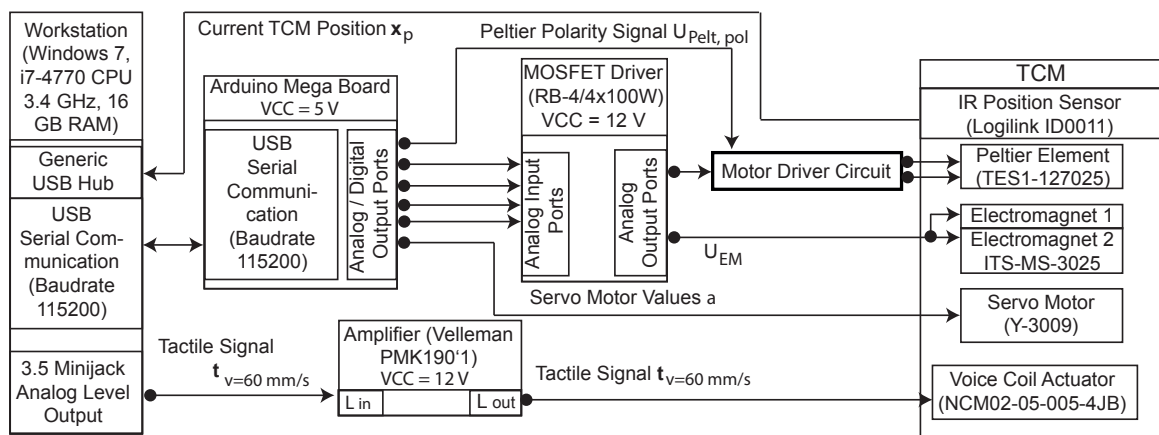 Workstation
(Windows 7,
i7-4770 CPU
3.4 GHz, 16
GB RAM)
Generic
USB Hub
USB
Serial Com-
munication
(Baudrate
115200)
3.5 Minijack
Analog Level
Output
Current TCM Position xp
Peltier Polarity Signal UPelt, pol
Arduino Mega Board
VCC = 5 V
USB
Serial
Communi-
cation
(Baudrate
115200)
Analog / Digital
Output Ports
MOSFET Driver
(RB-4/4x100W)
VCC = 12 V
Analog Input
Ports
Analog
Output Ports
Motor Driver Circuit
UEM
Servo Motor Values a
Tactile Signal
t v=60 mm/s
Amplifier (Velleman
PMK190‘1)
VCC = 12 V
L in
L out
Tactile Signal tv=60 mm/s
TCM
IR Position Sensor
(Logilink ID0011)
Peltier Element
(TES1-127025)
Electromagnet 1
Electromagnet 2
ITS-MS-3025
Servo Motor
(Y-3009)
Voice Coil Actuator
(NCM02-05-005-4JB)